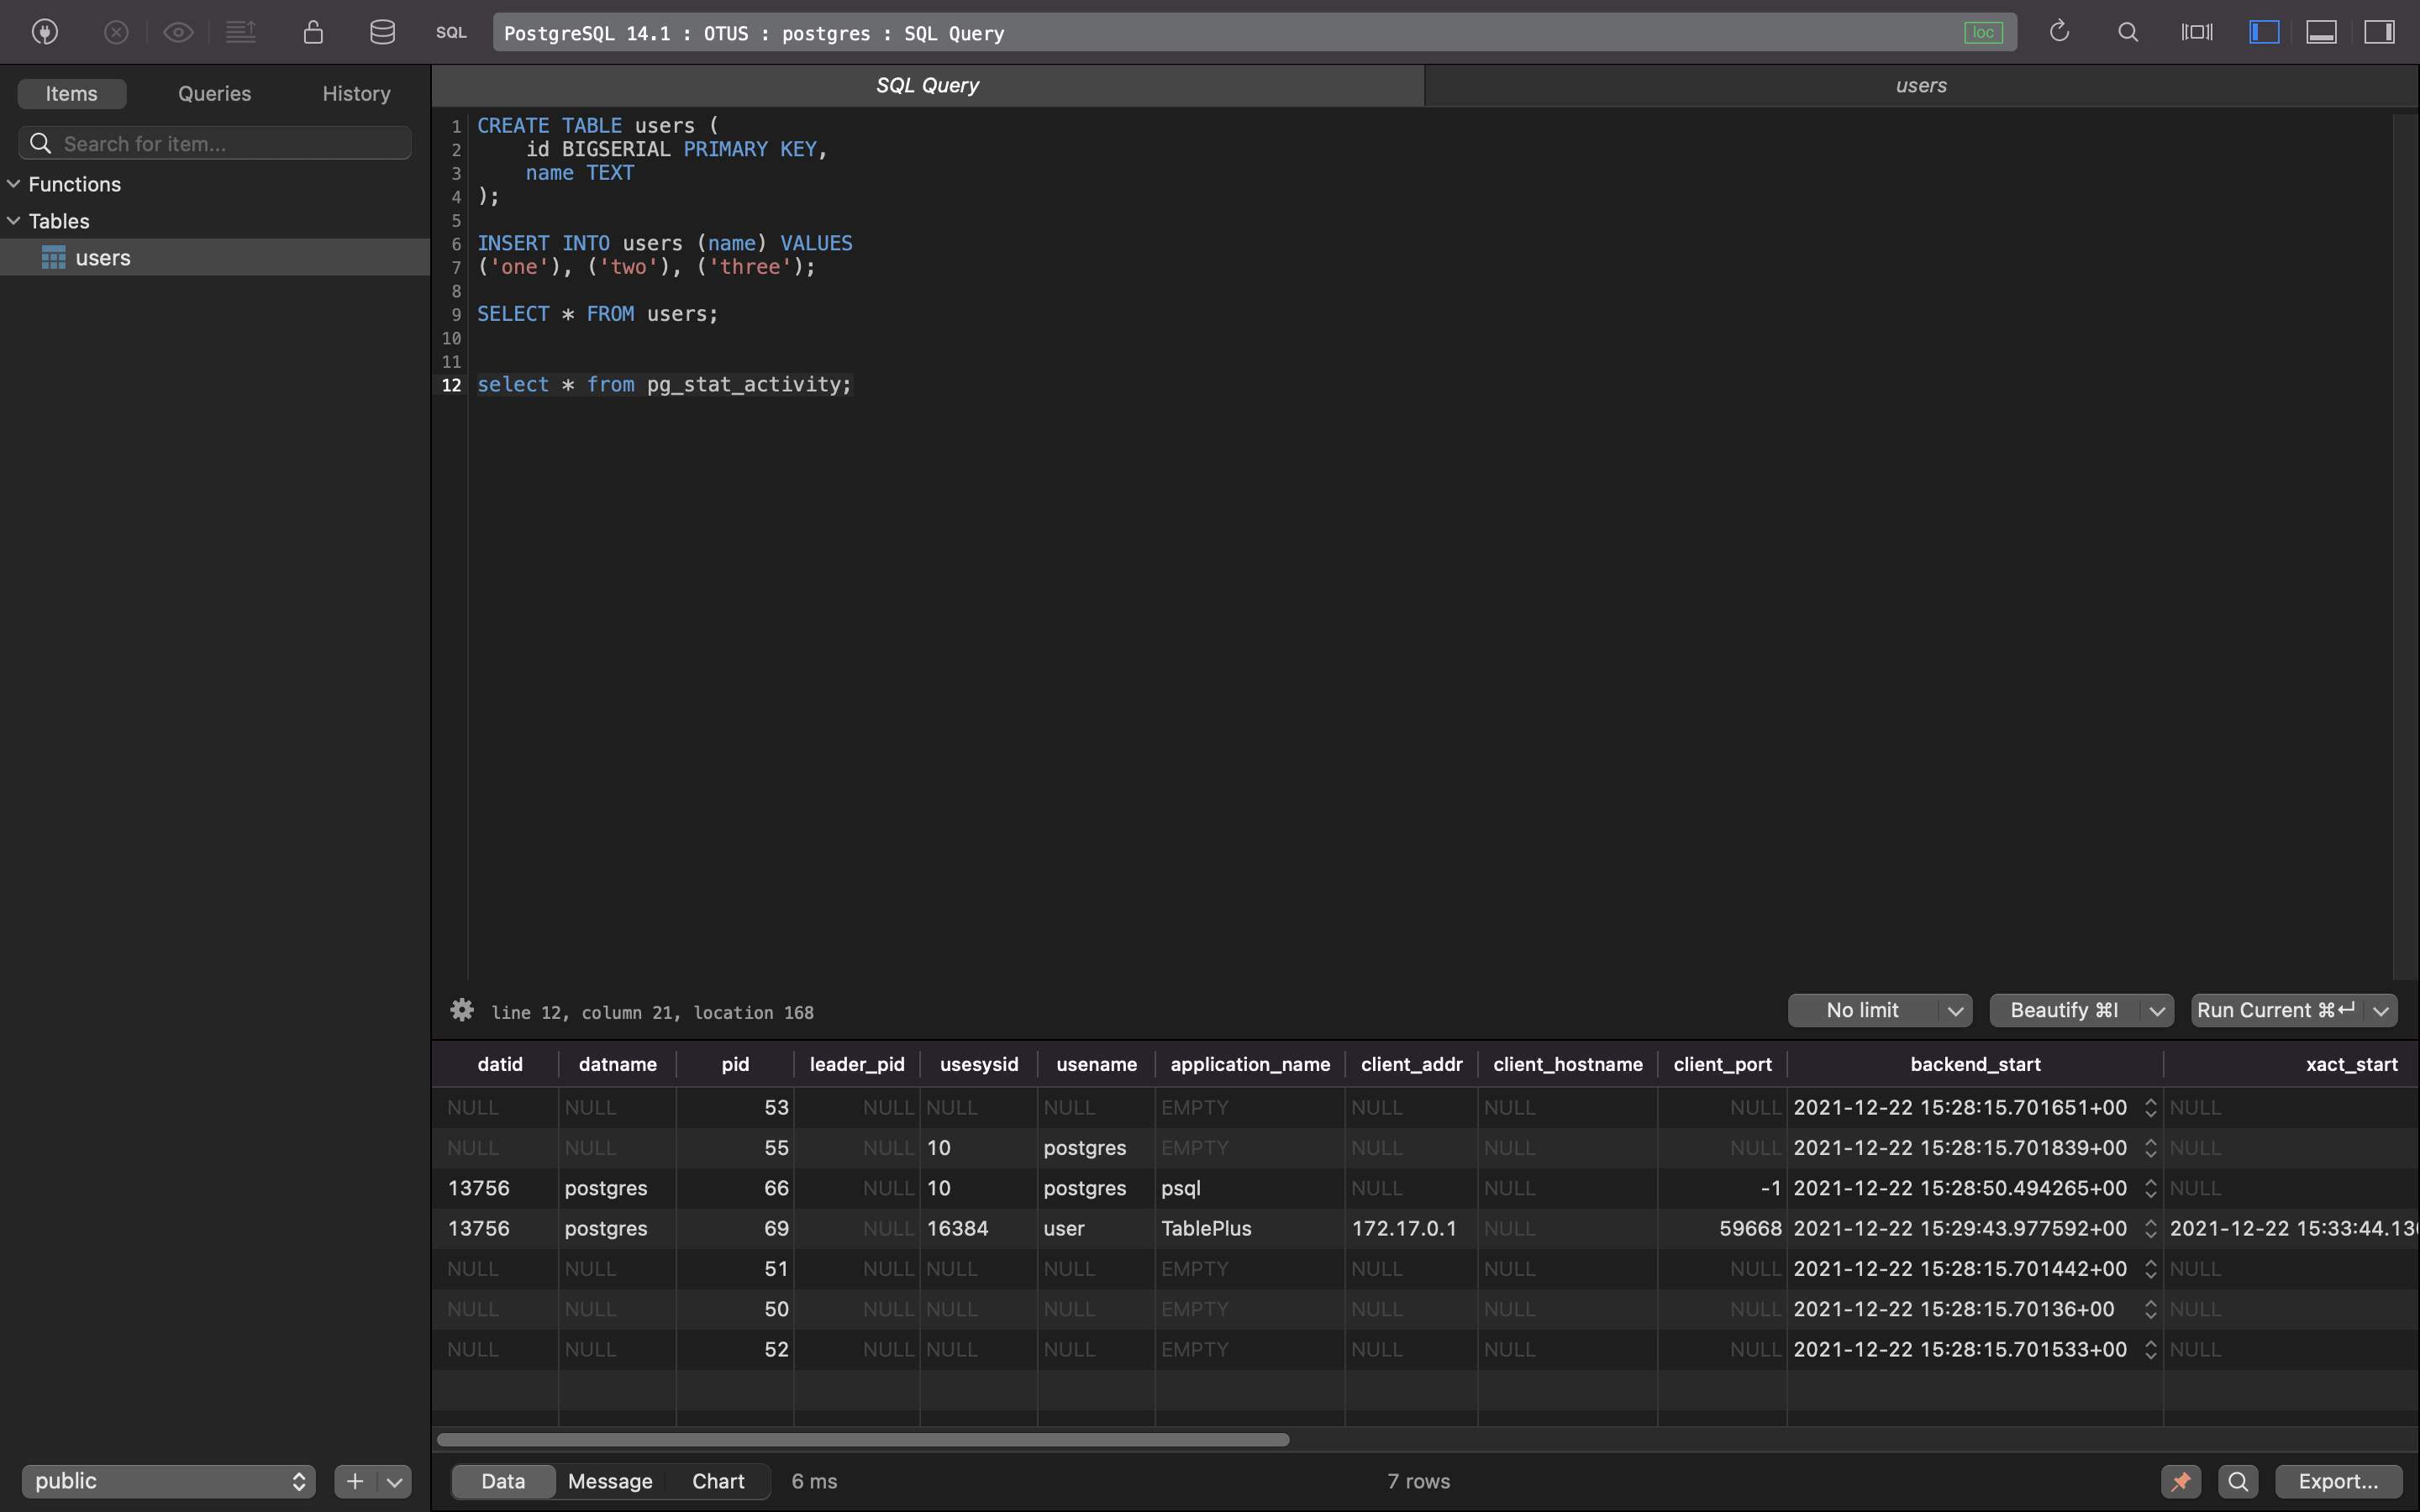 SQL PostgreSQL 14.1 : OTUS : postgres : SQL Query loc
Items Queries History
Search for item...
Functions
Tables
users
SQL Query users
1 CREATE TABLE users (
2 id BIGSERIAL PRIMARY KEY,
3 name TEXT
4 );
5
6 INSERT INTO users (name) VALUES
7 ('one'), ('two'), ('three');
8
9 SELECT * FROM users;
10
11
12 select * from pg_stat_activity;
line 12, column 21, location 168 No limit Beautify ⌘I Run Current ⌘↵
datid datname pid leader_pid usesysid usename application_name client_addr client_hostname client_port backend_start xact_start
NULL NULL 53 NULL NULL NULL EMPTY NULL NULL NULL 2021-12-22 15:28:15.701651+00 NULL
NULL NULL 55 NULL 10 postgres EMPTY NULL NULL NULL 2021-12-22 15:28:15.701839+00 NULL
13756 postgres 66 NULL 10 postgres psql NULL NULL -1 2021-12-22 15:28:50.494265+00 NULL
13756 postgres 69 NULL 16384 user TablePlus 172.17.0.1 NULL 59668 2021-12-22 15:29:43.977592+00 2021-12-22 15:33:44.13
NULL NULL 51 NULL NULL NULL EMPTY NULL NULL NULL 2021-12-22 15:28:15.701442+00 NULL
NULL NULL 50 NULL NULL NULL EMPTY NULL NULL NULL 2021-12-22 15:28:15.70136+00 NULL
NULL NULL 52 NULL NULL NULL EMPTY NULL NULL NULL 2021-12-22 15:28:15.701533+00 NULL
public Data Message Chart 6 ms 7 rows Export...